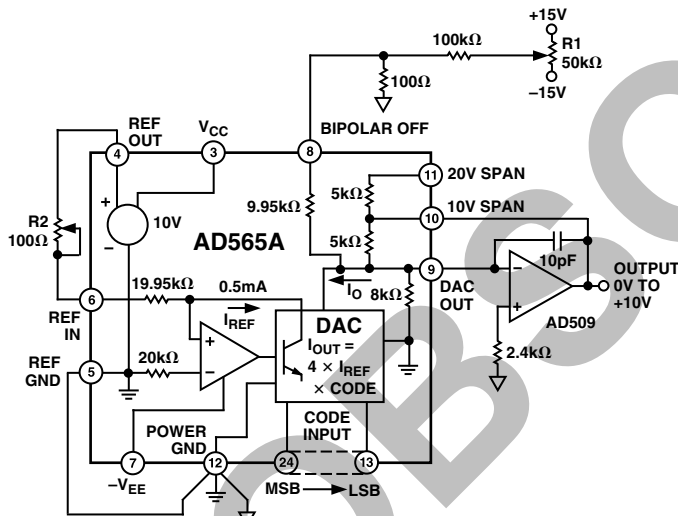 +15V
100kΩ
R1
50kΩ
100Ω
–15V
REF
OUT
VCC
BIPOLAR OFF
4
3
8
11
20V SPAN
5kΩ
R2
100Ω
+
10V
–
9.95kΩ
10
10V SPAN
AD565A
5kΩ
10pF
–
+
OUTPUT
0V TO
+10V
9
DAC
OUT
AD509
6
19.95kΩ
0.5mA
IO
8kΩ
REF
IN
IREF
DAC
2.4kΩ
REF
GND
5
20kΩ
+
–
IOUT =
4 × IREF
× CODE
POWER
GND
CODE
INPUT
7
12
24
13
–VEE
MSB
LSB
OBSO